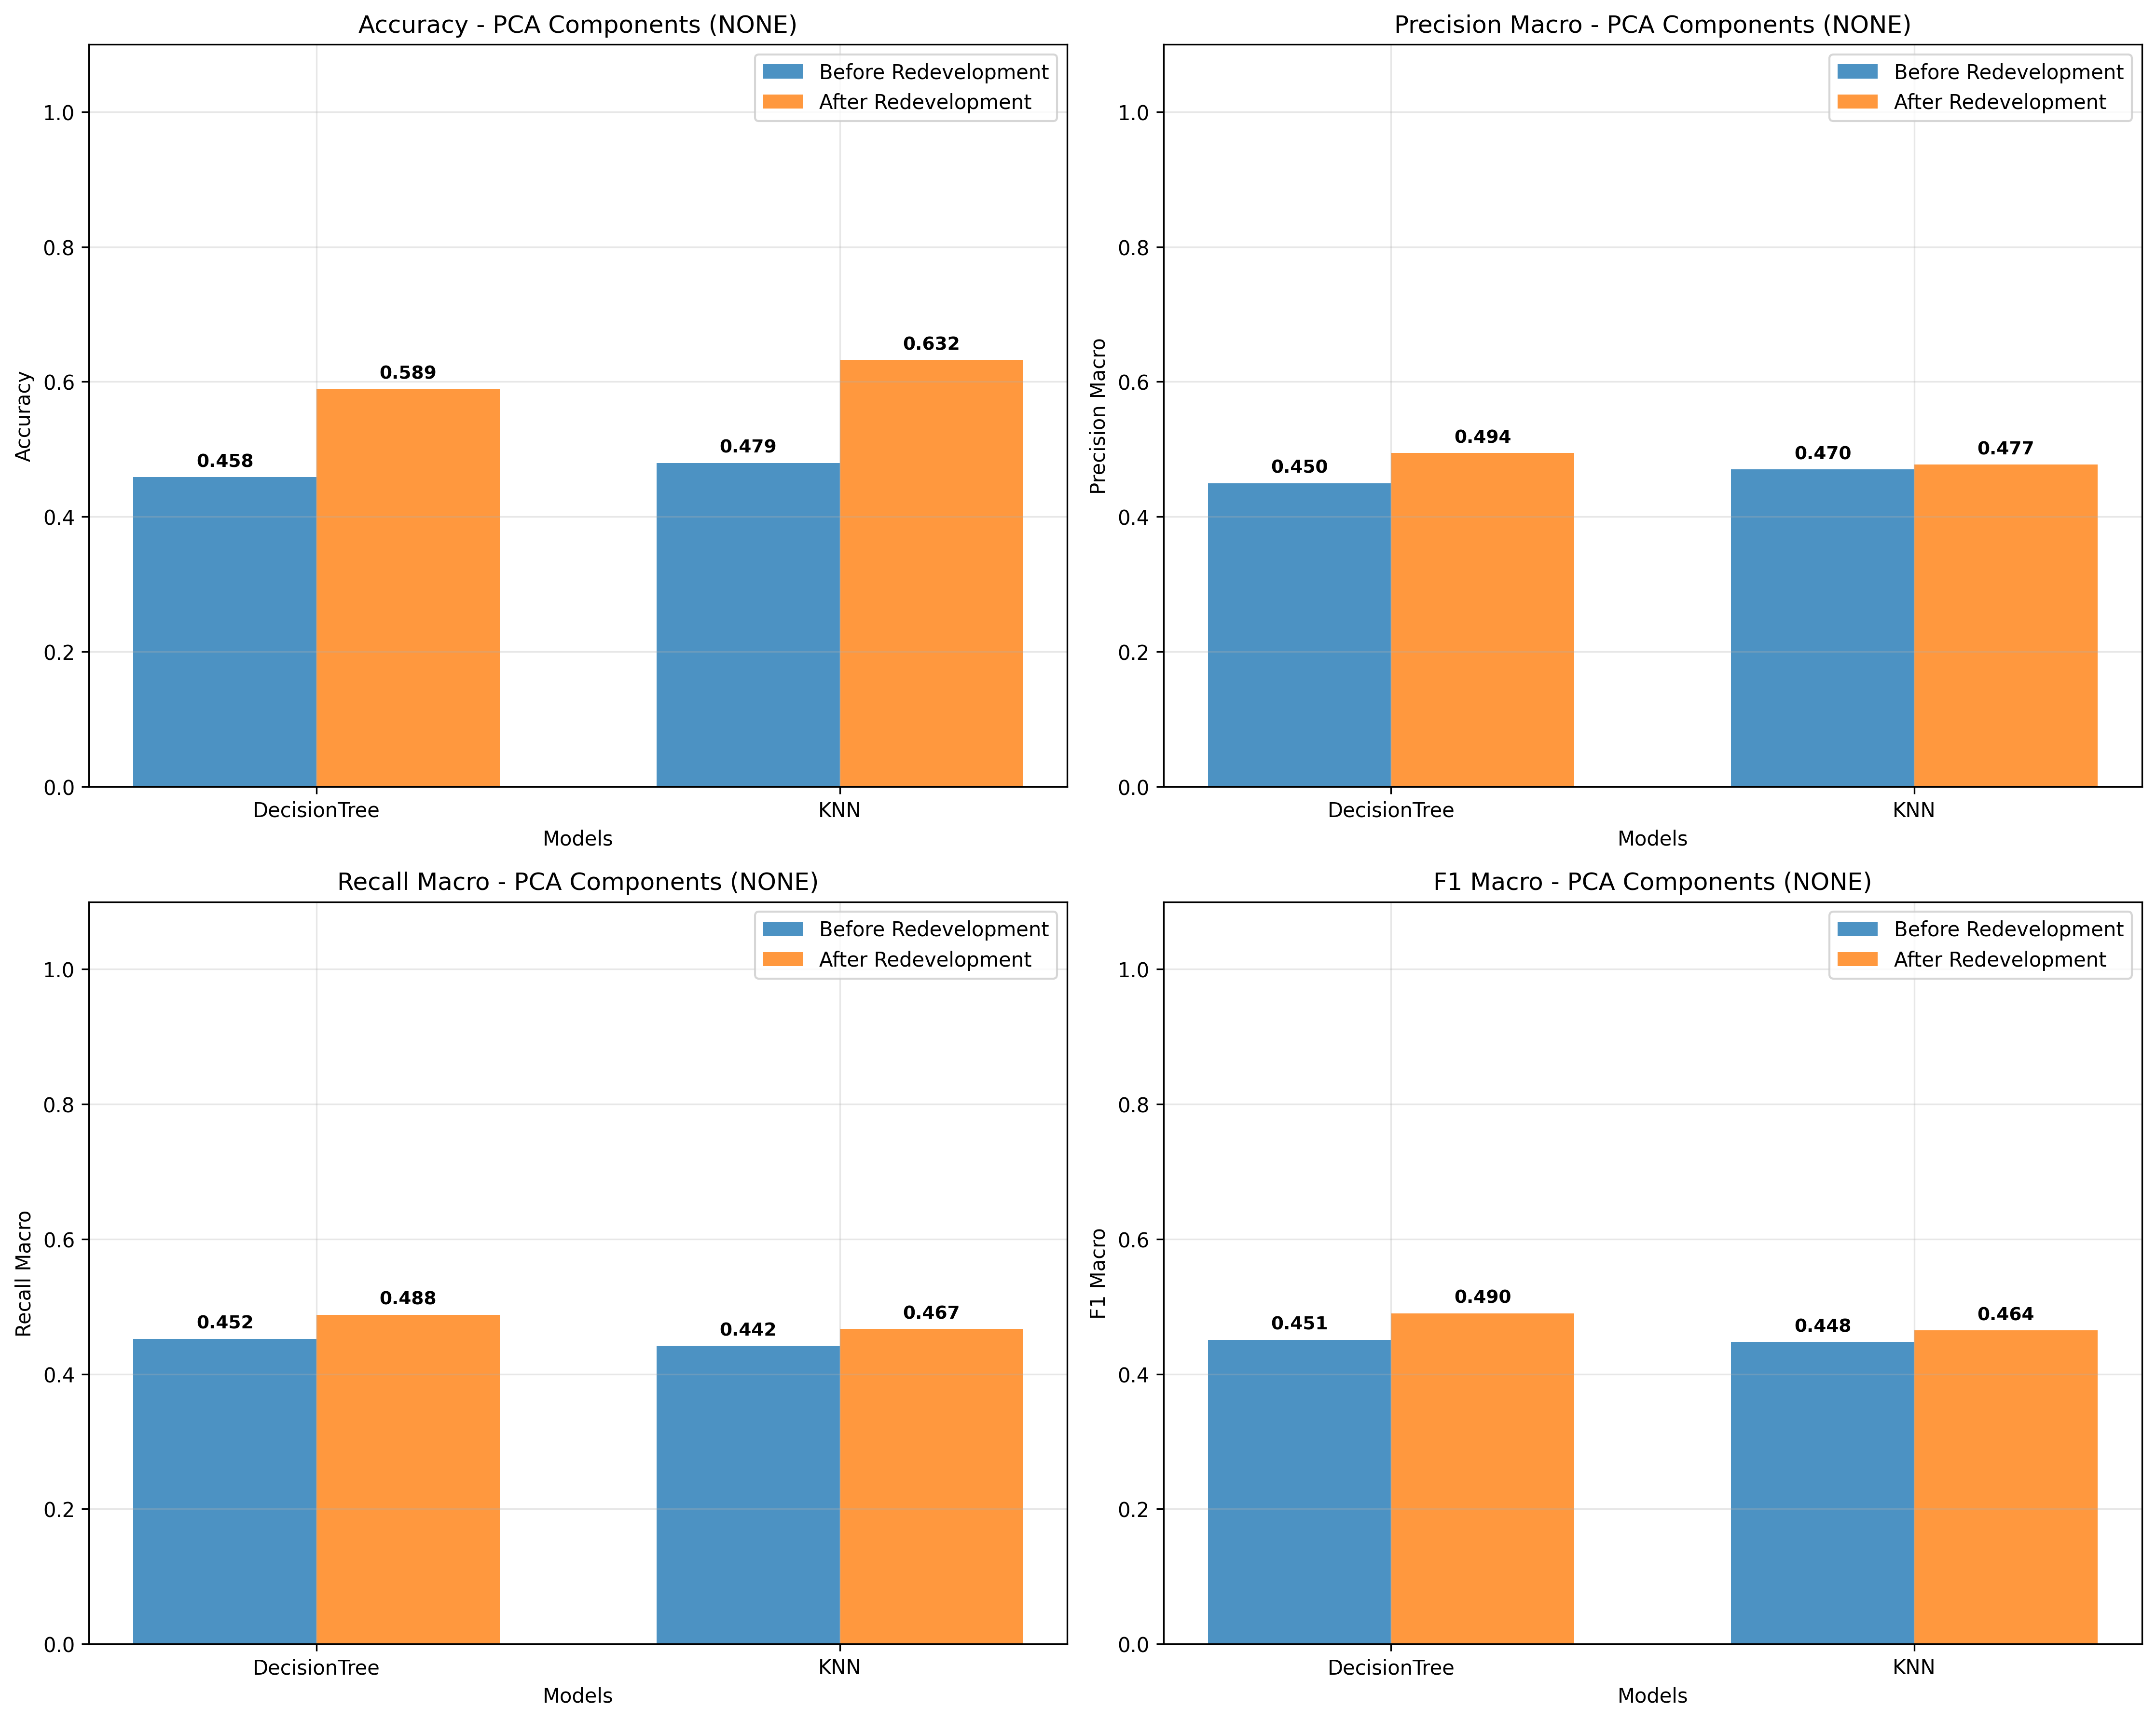 Accuracy - PCA Components (NONE)
Before Redevelopment
After Redevelopment
1.0
0.8
0.6
0.4
0.2
0.0
Accuracy
0.458
0.589
0.479
0.632
DecisionTree
KNN
Models
Precision Macro - PCA Components (NONE)
Before Redevelopment
After Redevelopment
1.0
0.8
0.6
0.4
0.2
0.0
Precision Macro
0.450
0.494
0.470
0.477
DecisionTree
KNN
Models
Recall Macro - PCA Components (NONE)
Before Redevelopment
After Redevelopment
1.0
0.8
0.6
0.4
0.2
0.0
Recall Macro
0.452
0.488
0.442
0.467
DecisionTree
KNN
Models
F1 Macro - PCA Components (NONE)
Before Redevelopment
After Redevelopment
1.0
0.8
0.6
0.4
0.2
0.0
F1 Macro
0.451
0.490
0.448
0.464
DecisionTree
KNN
Models